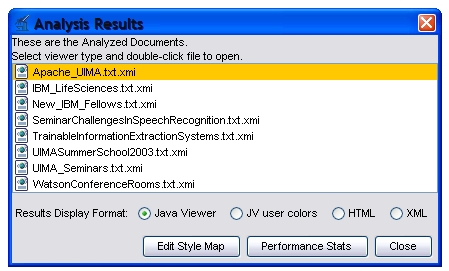 Analysis Results
These are the Analyzed Documents.
Select viewer type and double-click file to open.
Apache_UIMA.txt.xmi
IBM_LifeSciences.txt.xmi
New_IBM_Fellows.txt.xmi
SeminarChallengesInSpeechRecognition.txt.xmi
TrainableInformationExtractionSystems.txt.xmi
UIMASummerSchool2003.txt.xmi
UIMA_Seminars.txt.xmi
WatsonConferenceRooms.txt.xmi
Results Display Format: Java Viewer JV user colors HTML XML
Edit Style Map Performance Stats Close